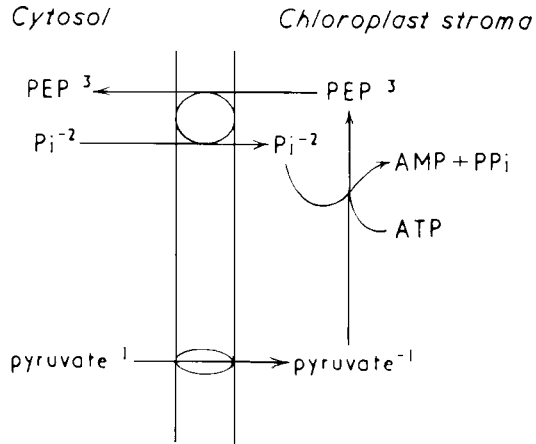 Cytosol Chloroplast stroma
PEP ³ PEP ³
Pi⁻² Pi⁻²
AMP + PPi
ATP
pyruvate ¹ pyruvate⁻¹